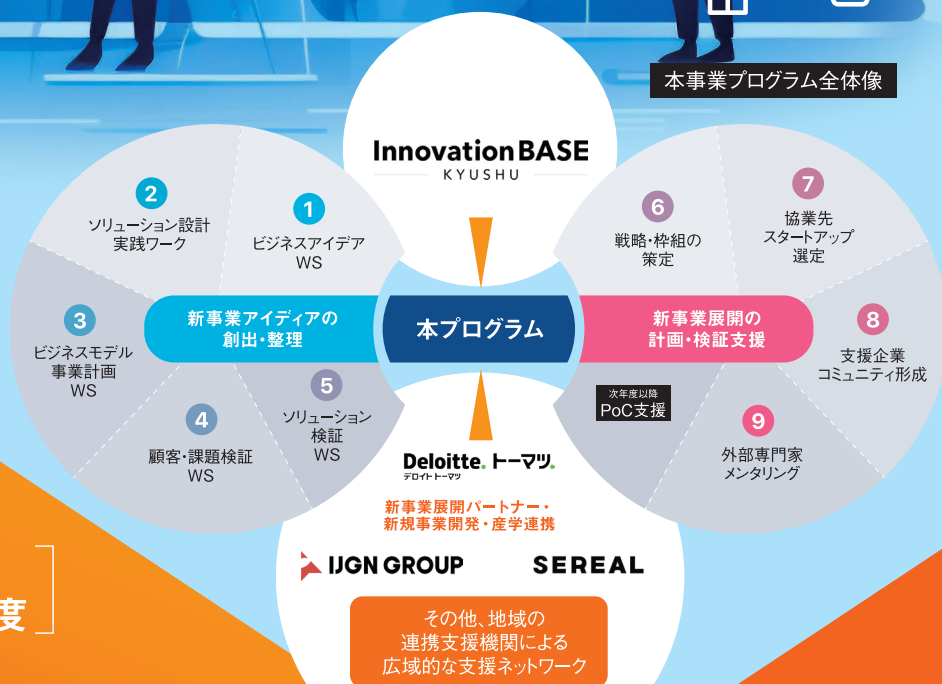 本事業プログラム全体像
InnovationBASE
KYUSHU
1
ビジネスアイデア
WS
2
ソリューション設計
実践ワーク
3
ビジネスモデル
事業計画
WS
4
顧客・課題検証
WS
5
ソリューション
検証
WS
新事業アイディアの
創出・整理
本プログラム
新事業展開の
計画・検証支援
6
戦略・枠組の
策定
7
協業先
スタートアップ
選定
8
支援企業
コミュニティ形成
9
外部専門家
メンタリング
次年度以降
PoC支援
Deloitte. トーマツ.
デロイト トーマツ
新事業展開パートナー・
新規事業開発・産学連携
IJGN GROUP
SEREAL
その他、地域の
連携支援機関による
広域的な支援ネットワーク
度